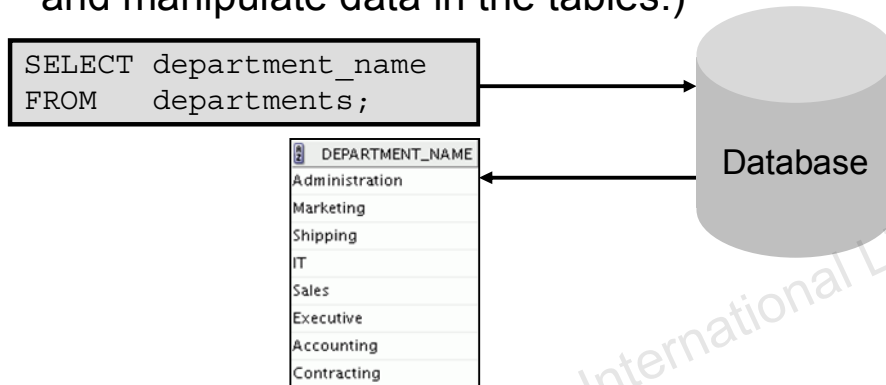 and manipulate data in the tables.)
SELECT department_name
FROM departments;
Database
DEPARTMENT_NAME
Administration
Marketing
Shipping
IT
Sales
Executive
Accounting
Contracting
International